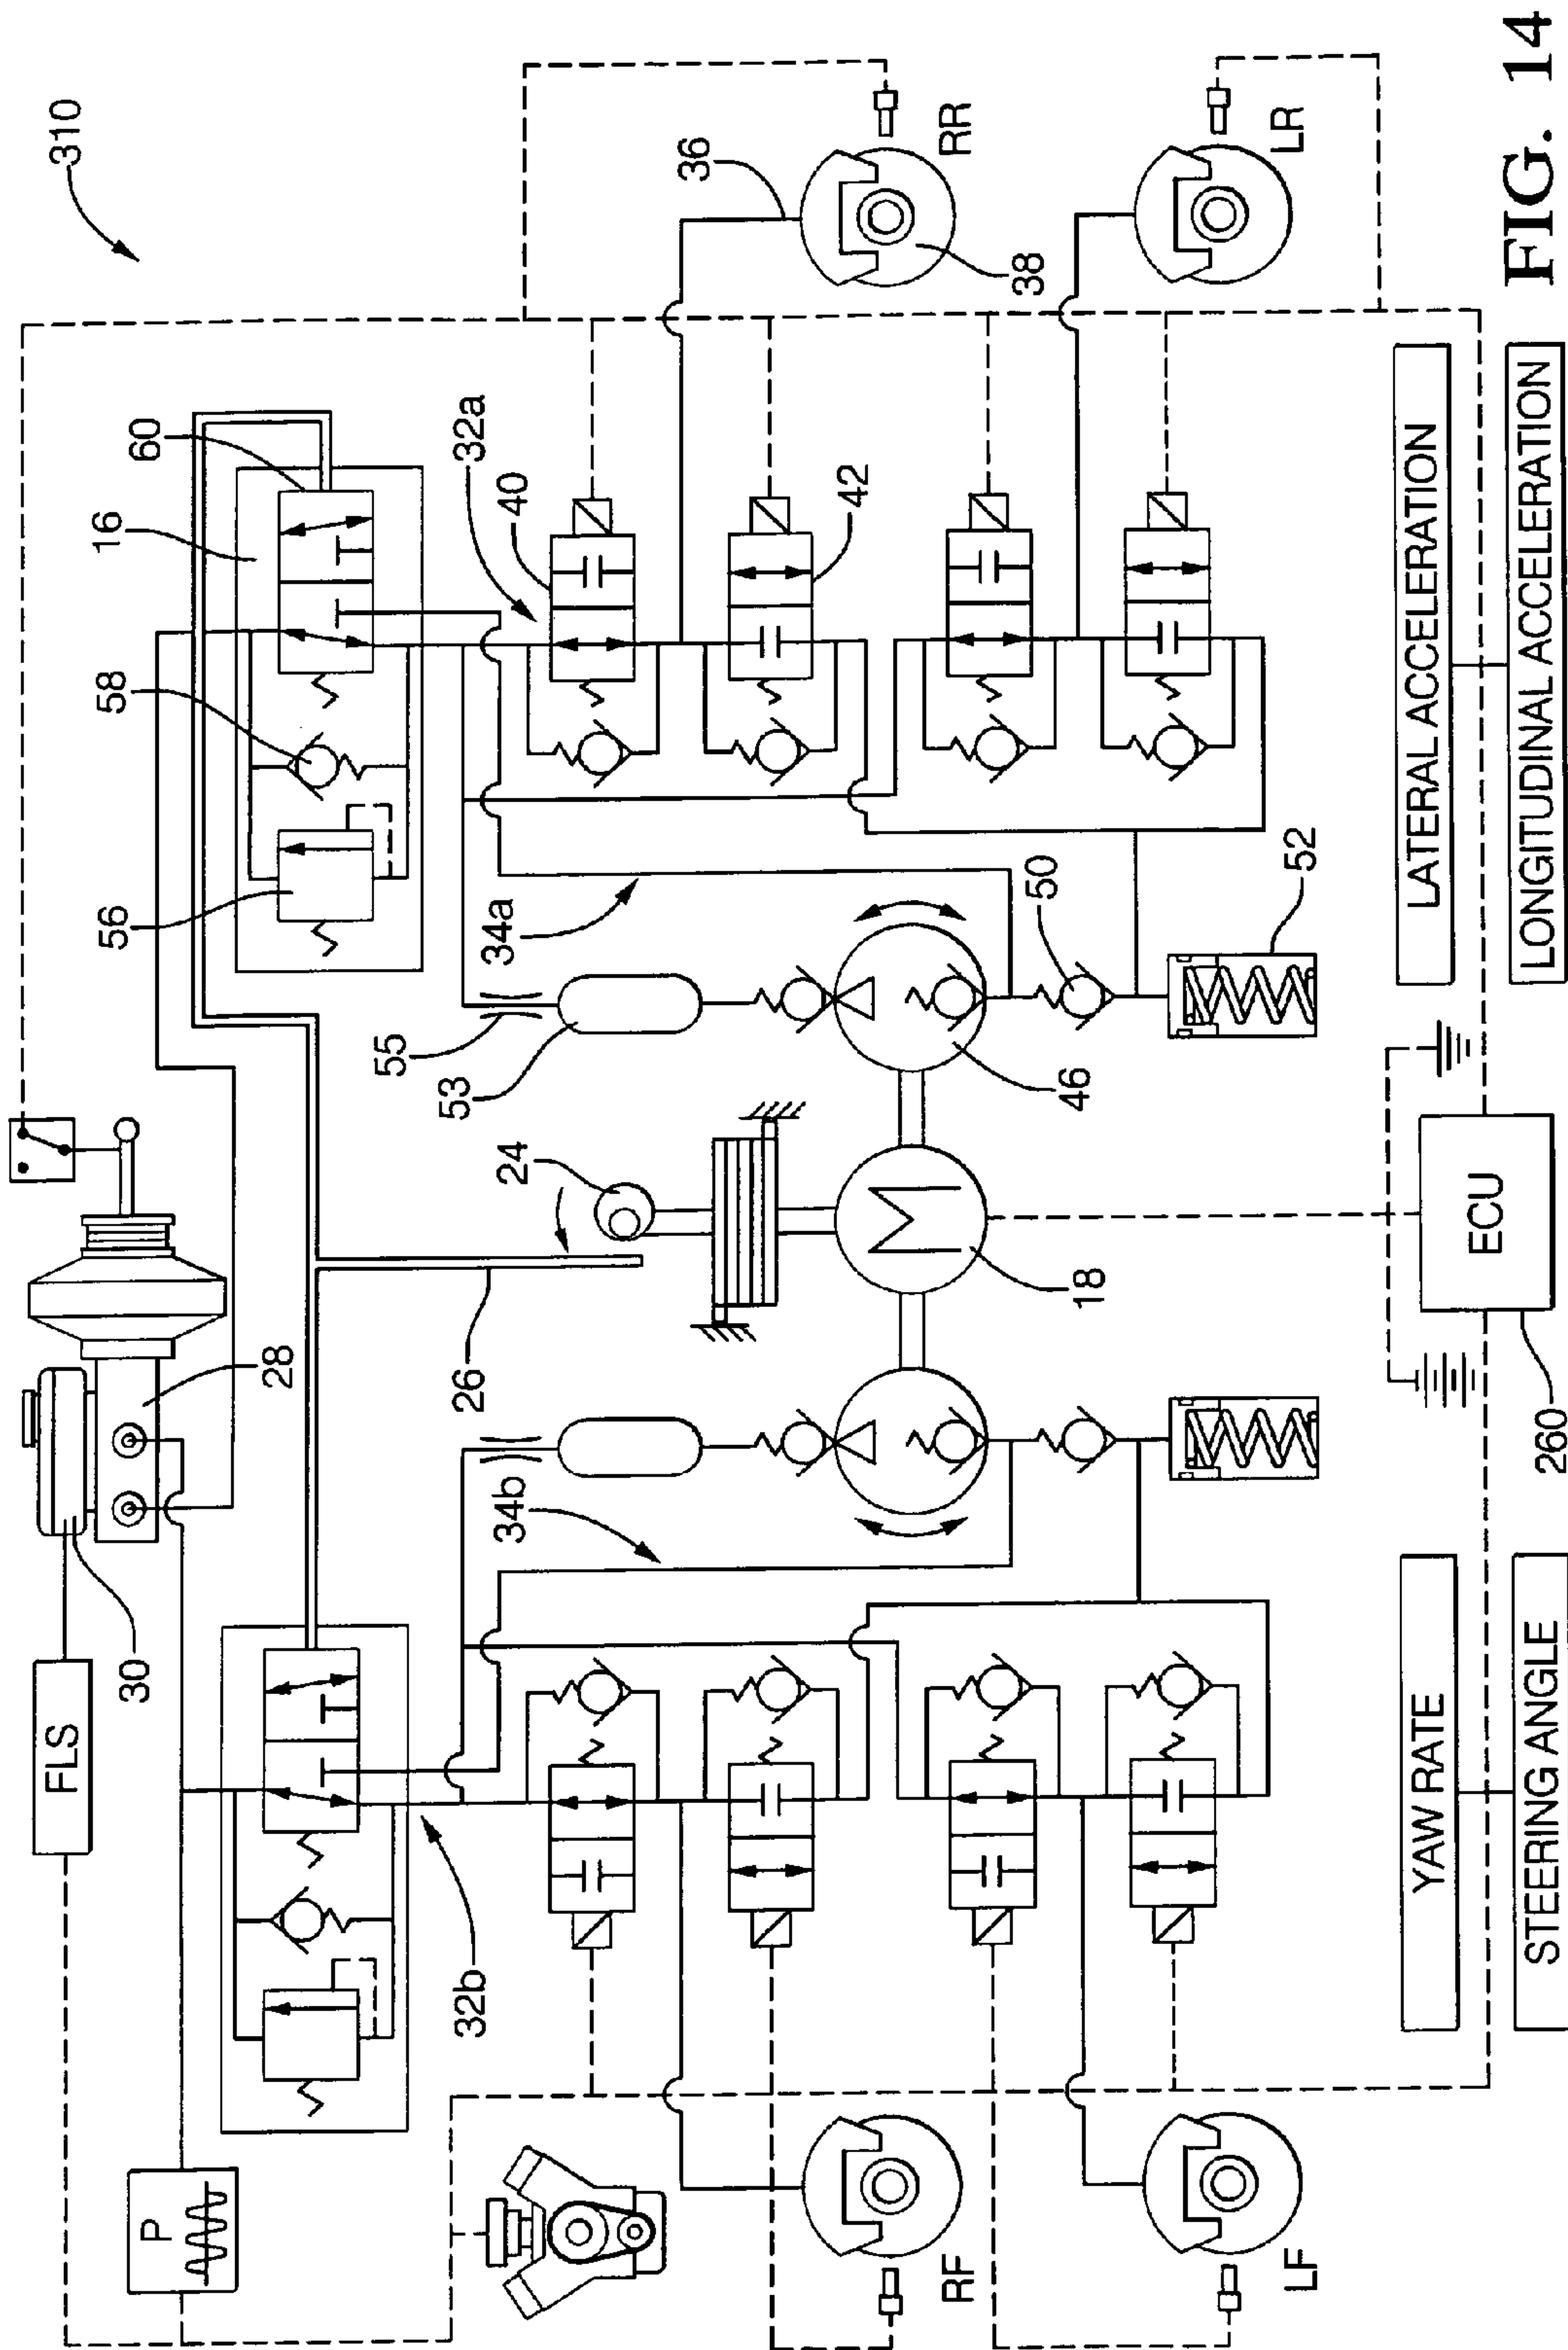 310
FLS
30
28
P
16
60
58
56
32a
40
42
36
38
RR
LR
32b
34b
34a
26
24
55
53
50
52
46
M
18
RF
LF
YAW RATE
STEERING ANGLE
260
ECU
LATERAL ACCELERATION
LONGITUDINAL ACCELERATION
FIG. 14